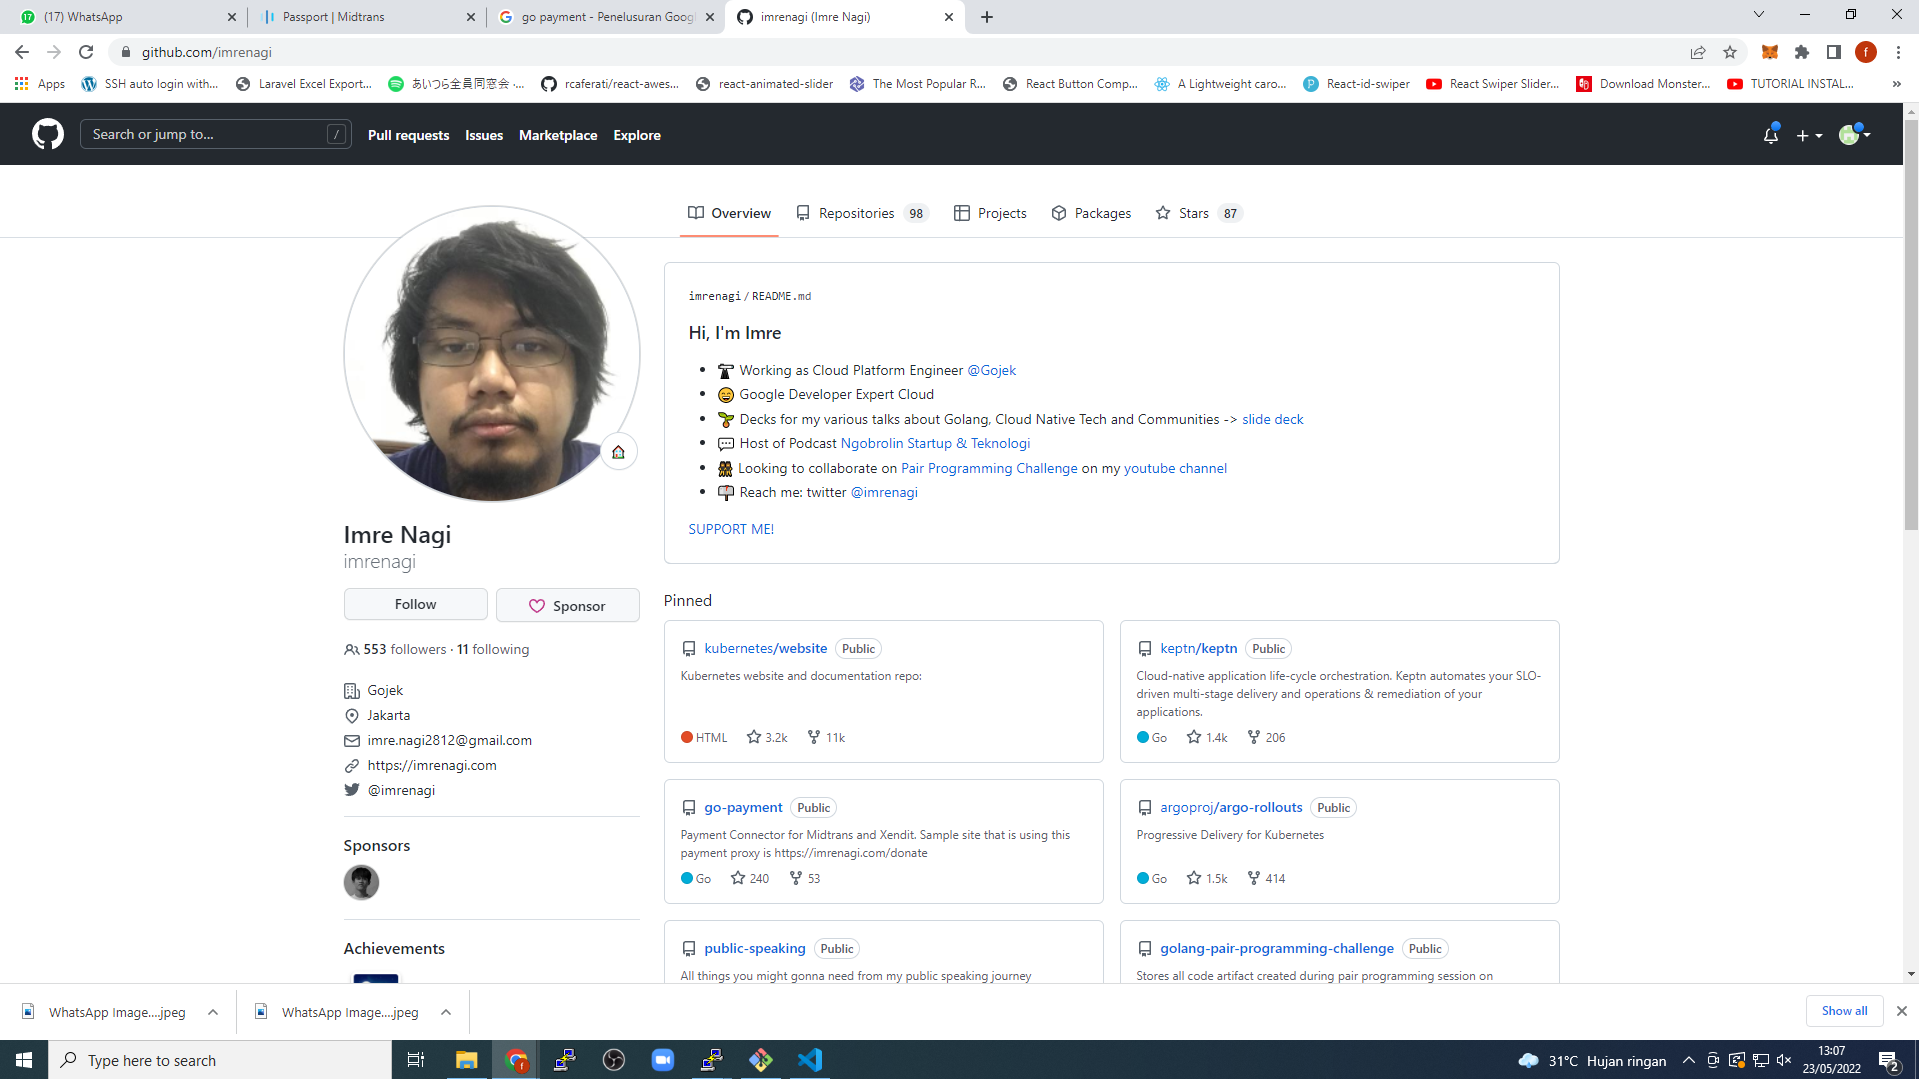 (17) WhatsApp
Passport | Midtrans
go payment - Penelusuran Goog
imrenagi (Imre Nagi)
github.com/imrenagi
f
Apps
SSH auto login with...
Laravel Excel Export...
あいつら全員同窓会 ·...
rcaferati/react-awes...
react-animated-slider
The Most Popular R...
React Button Comp...
A Lightweight caro...
React-id-swiper
React Swiper Slider...
Download Monster...
TUTORIAL INSTAL...
»
Search or jump to...
/
Pull requests
Issues
Marketplace
Explore
Overview
Repositories 98
Projects
Packages
Stars 87
imrenagi / README.md
Hi, I'm Imre
Working as Cloud Platform Engineer @Gojek
Google Developer Expert Cloud
Decks for my various talks about Golang, Cloud Native Tech and Communities -> slide deck
Host of Podcast Ngobrolin Startup & Teknologi
Looking to collaborate on Pair Programming Challenge on my youtube channel
Reach me: twitter @imrenagi
SUPPORT ME!
Imre Nagi
imrenagi
Follow
Sponsor
553 followers · 11 following
Gojek
Jakarta
imre.nagi2812@gmail.com
https://imrenagi.com
@imrenagi
Sponsors
Achievements
Pinned
kubernetes/website Public
Kubernetes website and documentation repo:
HTML 3.2k 11k
keptn/keptn Public
Cloud-native application life-cycle orchestration. Keptn automates your SLO-
driven multi-stage delivery and operations & remediation of your
applications.
Go 1.4k 206
go-payment Public
Payment Connector for Midtrans and Xendit. Sample site that is using this
payment proxy is https://imrenagi.com/donate
Go 240 53
argoproj/argo-rollouts Public
Progressive Delivery for Kubernetes
Go 1.5k 414
public-speaking Public
All things you might gonna need from my public speaking journey
golang-pair-programming-challenge Public
Stores all code artifact created during pair programming session on
WhatsApp Image....jpeg
WhatsApp Image....jpeg
Show all
Type here to search
31°C Hujan ringan
13:07
23/05/2022
2